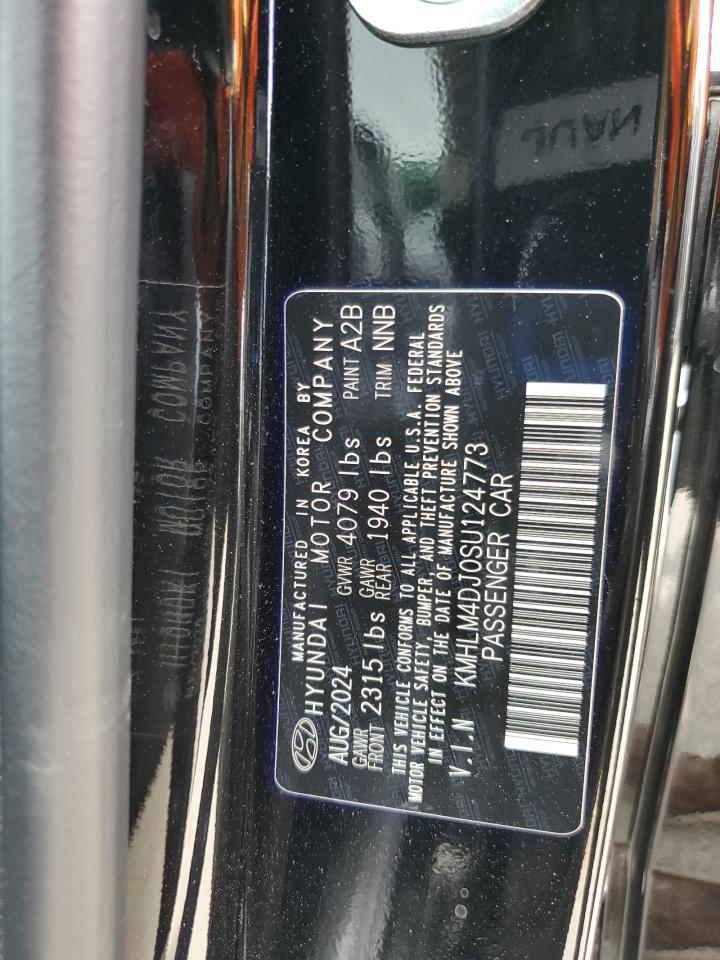 MANUFACTURED IN KOREA BY
HYUNDAI MOTOR COMPANY
AUG/2024 GVWR 4079 lbs PAINT A2B
GAWR FRONT 2315 lbs GAWR REAR 1940 lbs TRIM NNB
THIS VEHICLE CONFORMS TO ALL APPLICABLE U.S.A. FEDERAL
MOTOR VEHICLE SAFETY, BUMPER, AND THEFT PREVENTION STANDARDS
IN EFFECT ON THE DATE OF MANUFACTURE SHOWN ABOVE
V.I.N KMHLM4DJ0SU124773
PASSENGER CAR